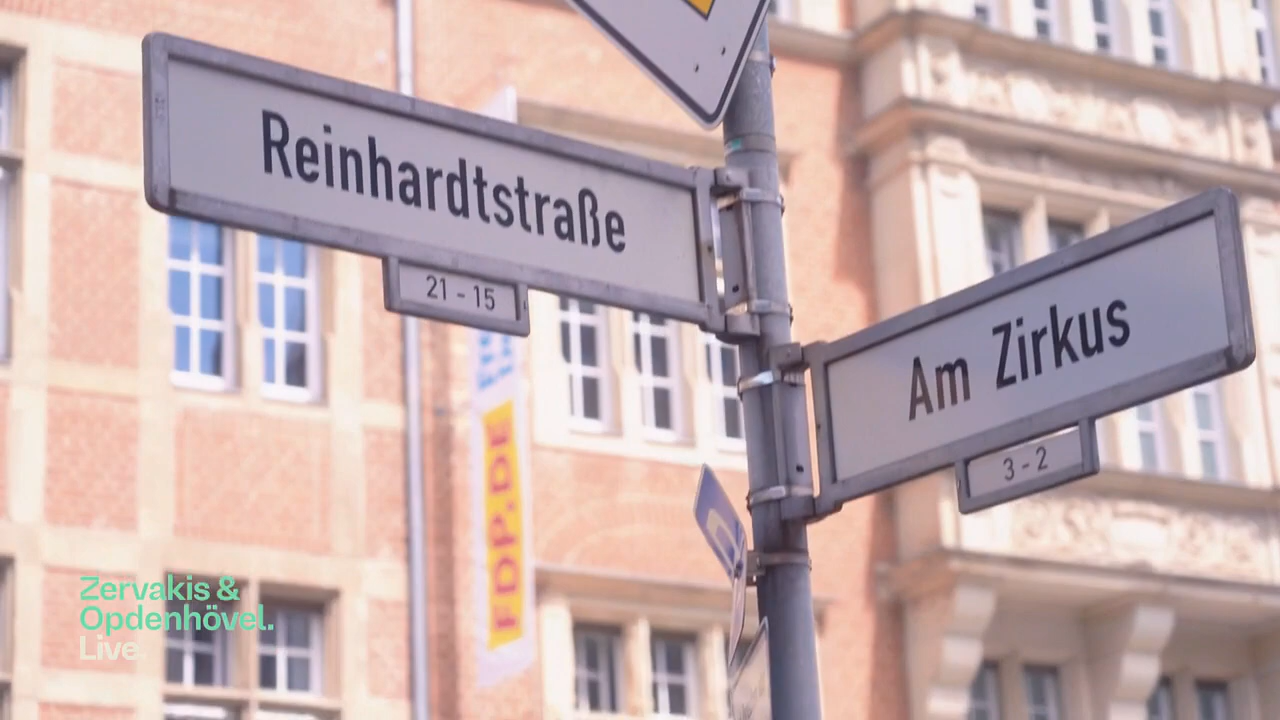 Reinhardtstraße
21 - 15
Am Zirkus
3 - 2
FDP.DE
Zervakis &
Opdenhövel.
Live.